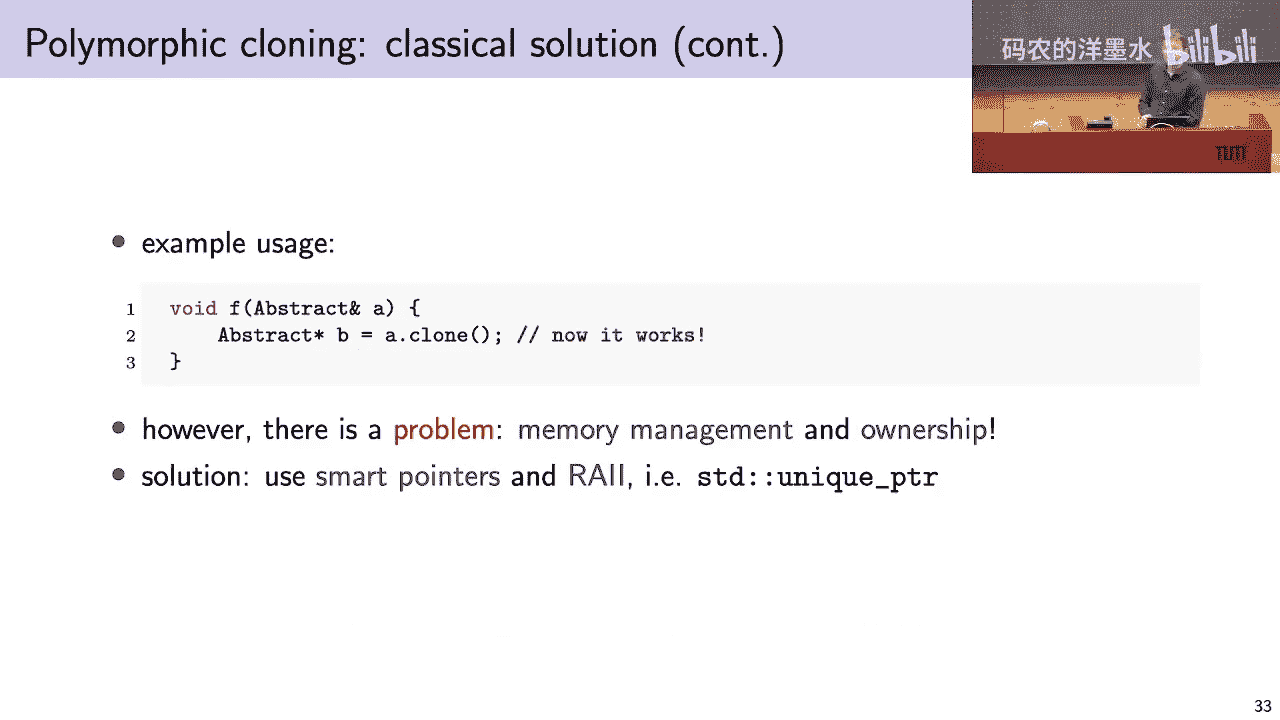 Polymorphic cloning: classical solution (cont.)
码农的洋墨水 bilibili
TUM
• example usage:
1 void f(Abstract& a) {
2 Abstract* b = a.clone(); // now it works!
3 }
• however, there is a problem: memory management and ownership!
• solution: use smart pointers and RAII, i.e. std::unique_ptr
33